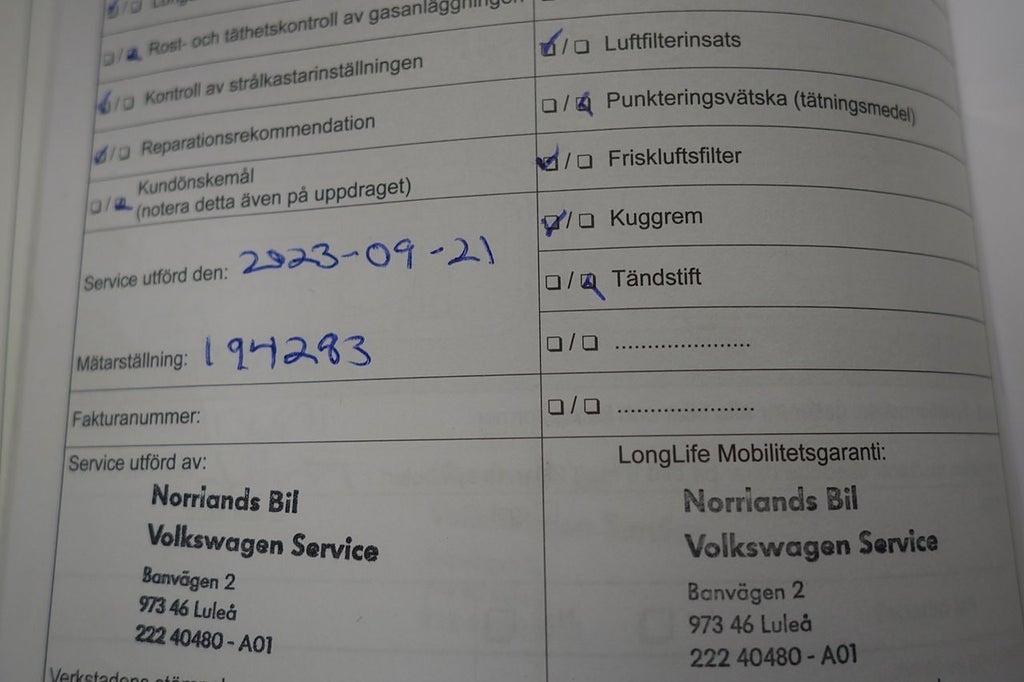 Rost- och täthetskontroll av gasanläggningen
Kontroll av strålkastarinställningen
Reparationsrekommendation
Kundönskemål
(notera detta även på uppdraget)
Service utförd den: 2023-09-21
Mätarställning: 194283
Fakturanummer:
Service utförd av:
Norrlands Bil
Volkswagen Service
Banvägen 2
973 46 Luleå
222 40480 - A01
Luftfilterinsats
Punkteringsvätska (tätningsmedel)
Friskluftsfilter
Kuggrem
Tändstift
LongLife Mobilitetsgaranti:
Norrlands Bil
Volkswagen Service
Banvägen 2
973 46 Luleå
222 40480 - A01